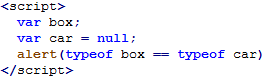 <script>
var box;
var car = null;
alert(typeof box == typeof car)
</script>